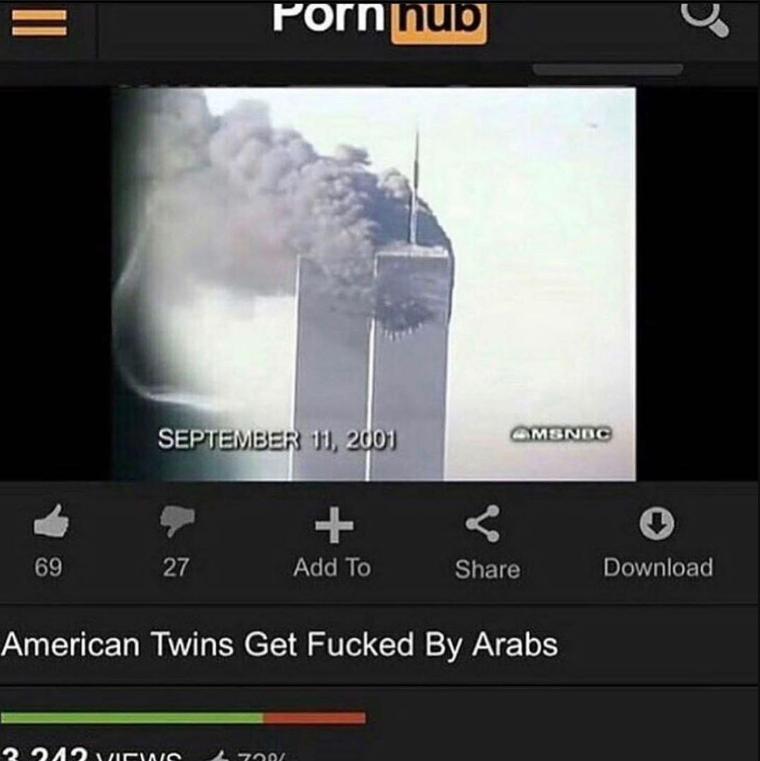 Porn hub
SEPTEMBER 11, 2001
MSNBC
69
27
Add To
Share
Download
American Twins Get Fucked By Arabs
3,242 VIEWS 72%